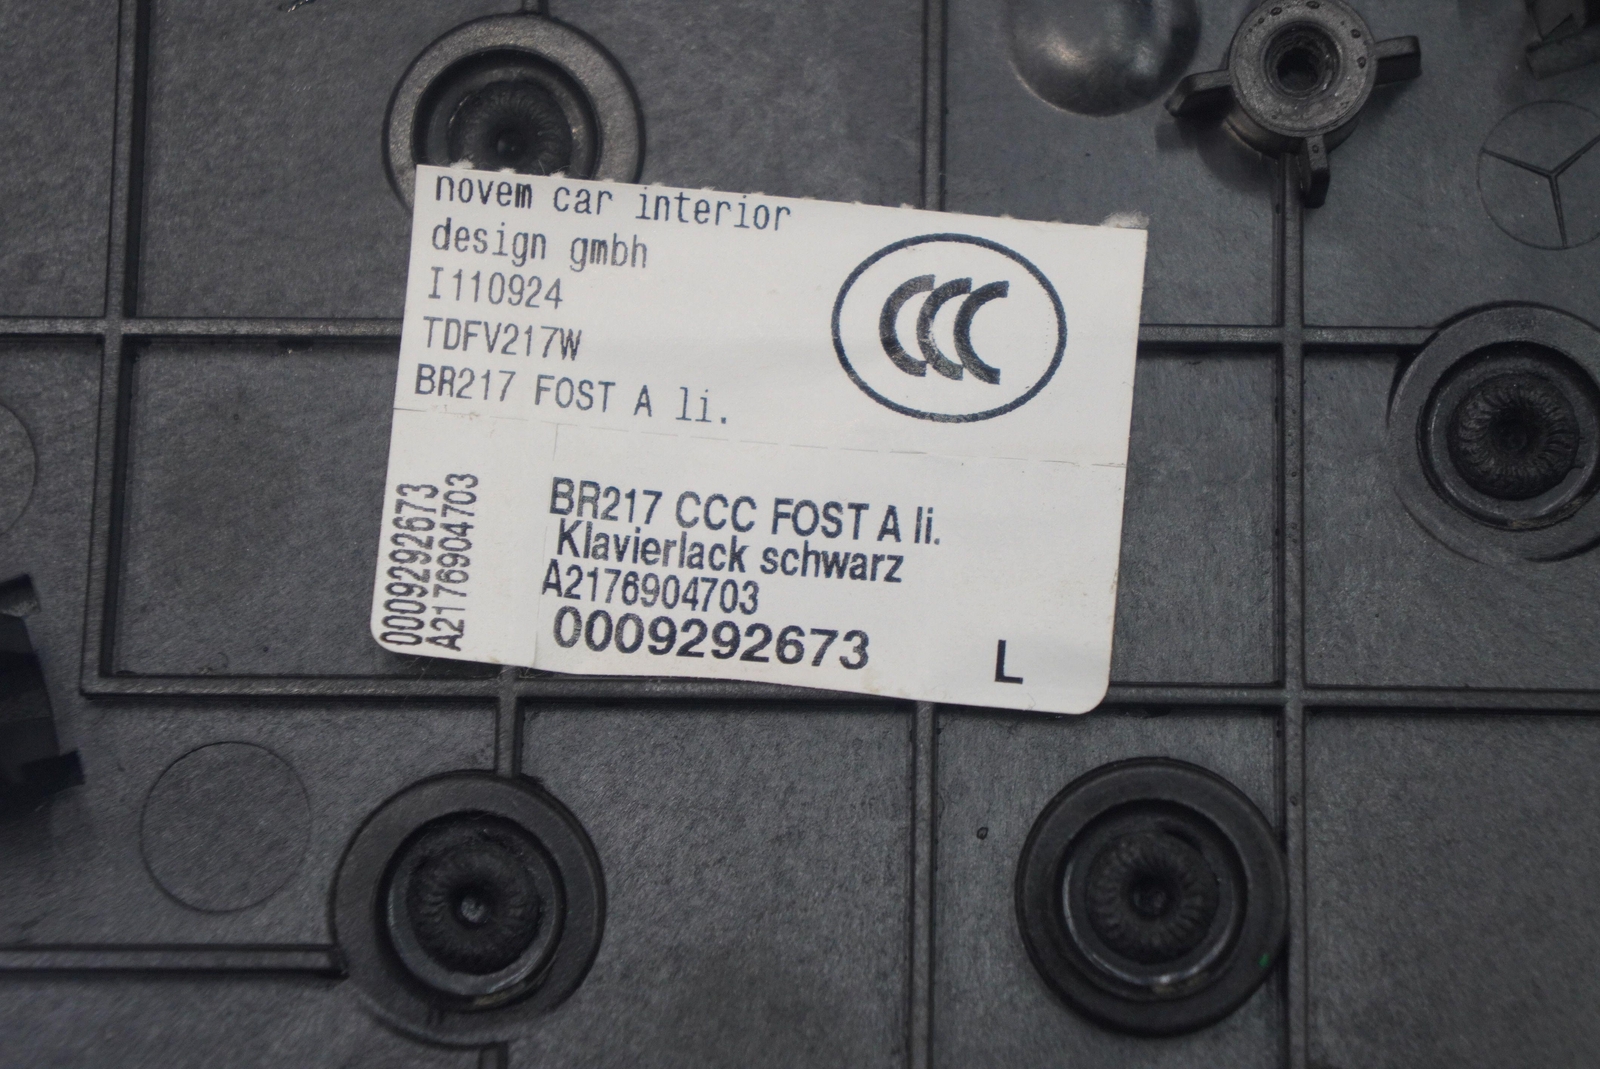 novem car interior
design gmbh
I110924
TDFV217W
BR217 FOST A li.
CCC
0009292673
A2176904703
BR217 CCC FOST A li.
Klavierlack schwarz
A2176904703
0009292673
L